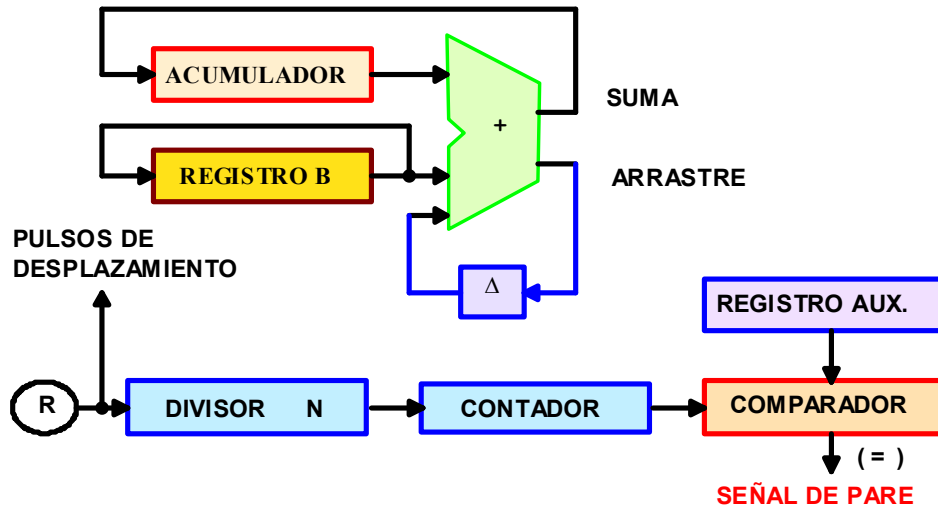 ACUMULADOR
+
SUMA
REGISTRO B
ARRASTRE
PULSOS DE
DESPLAZAMIENTO
Δ
REGISTRO AUX.
R
DIVISOR N
CONTADOR
COMPARADOR
( = )
SEÑAL DE PARE